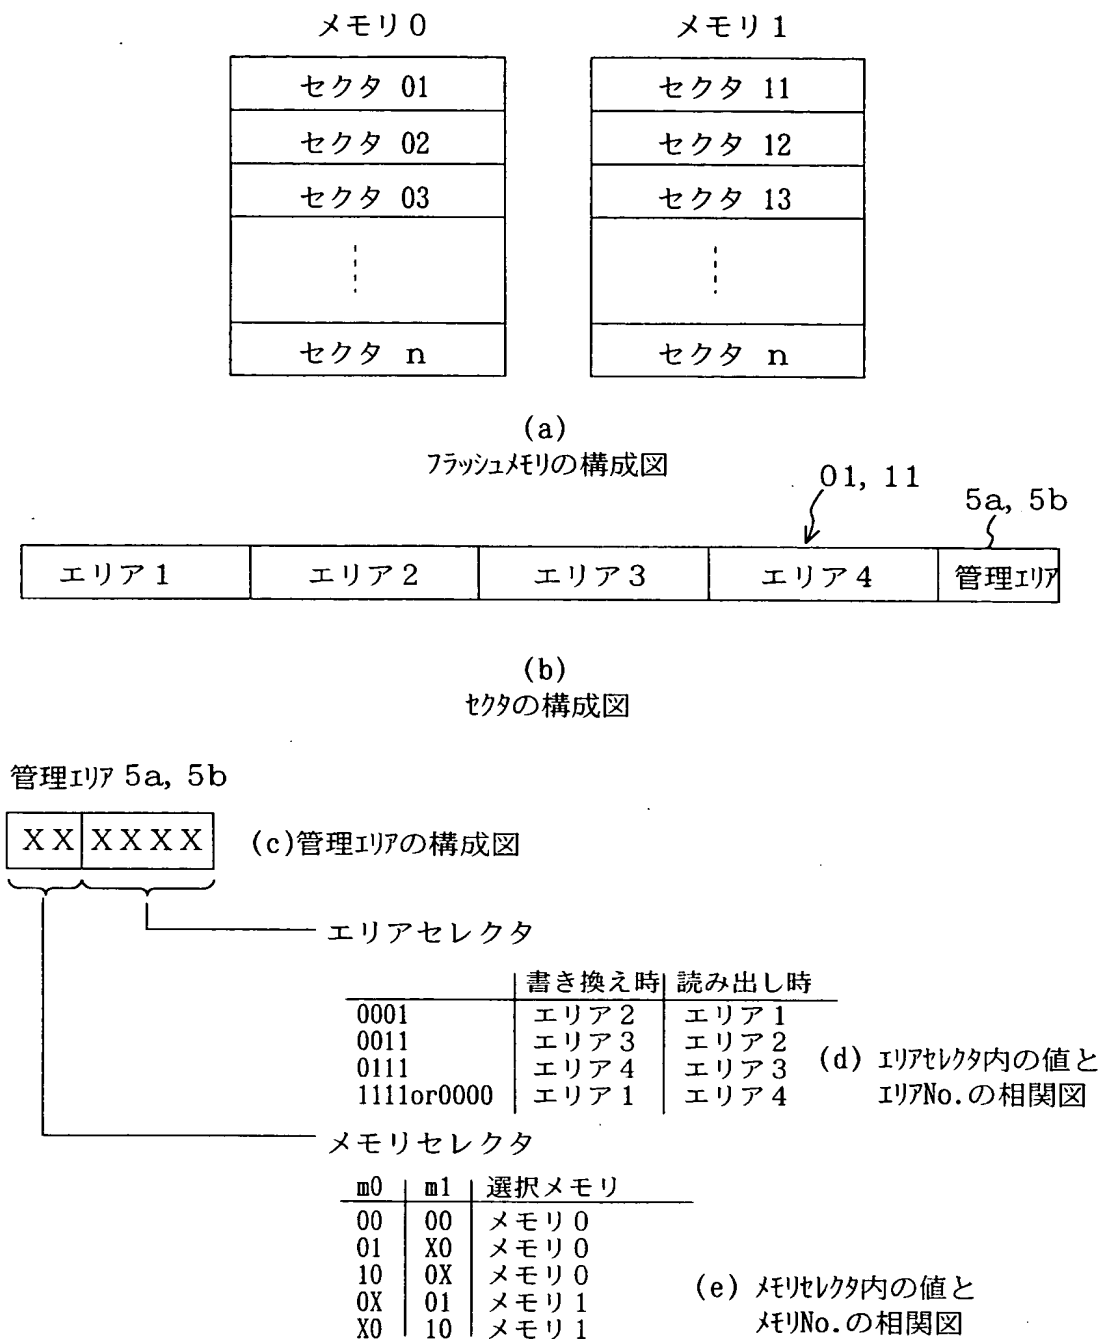 メモリ0 メモリ1
セクタ 01 セクタ 11
セクタ 02 セクタ 12
セクタ 03 セクタ 13
セクタ n セクタ n
(a)
フラッシュメモリの構成図
01, 11
5a, 5b
エリア1 エリア2 エリア3 エリア4 管理エリア
(b)
セクタの構成図
管理エリア 5a, 5b
XX XXXX (c)管理エリアの構成図
エリアセレクタ
書き換え時 読み出し時
0001 エリア2 エリア1
0011 エリア3 エリア2
0111 エリア4 エリア3
1111or0000 エリア1 エリア4
(d) エリアセレクタ内の値と
エリアNo.の相関図
メモリセレクタ
m0 m1 選択メモリ
00 00 メモリ0
01 X0 メモリ0
10 0X メモリ0
0X 01 メモリ1
X0 10 メモリ1
(e) メモリセレクタ内の値と
メモリNo.の相関図